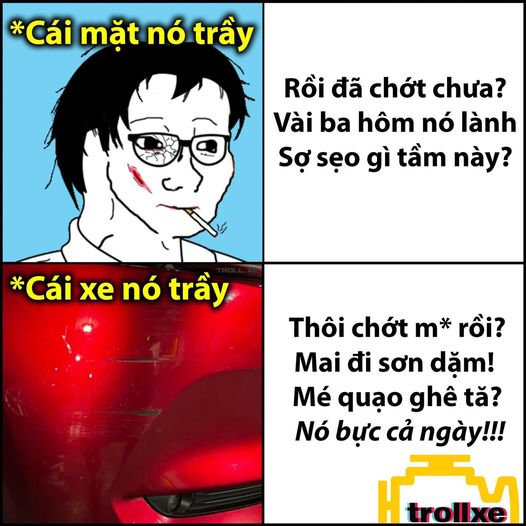 *Cái mặt nó trầy
Rồi đã chớt chưa?
Vài ba hôm nó lành
Sợ sẹo gì tầm này?
TROLL XE
*Cái xe nó trầy
Thôi chớt m* rồi?
Mai đi sơn dặm!
Mé quạo ghê tă?
Nó bực cả ngày!!!
trollxe